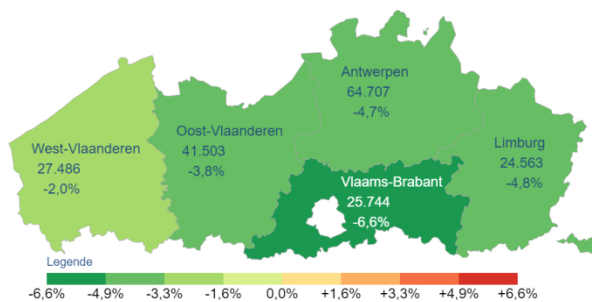 Antwerpen
64.707
-4,7%
Oost-Vlaanderen
41.503
-3,8%
West-Vlaanderen
27.486
-2,0%
Limburg
24.563
-4,8%
Vlaams-Brabant
25.744
-6,6%
Legende
-6,6% -4,9% -3,3% -1,6% 0,0% +1,6% +3,3% +4,9% +6,6%